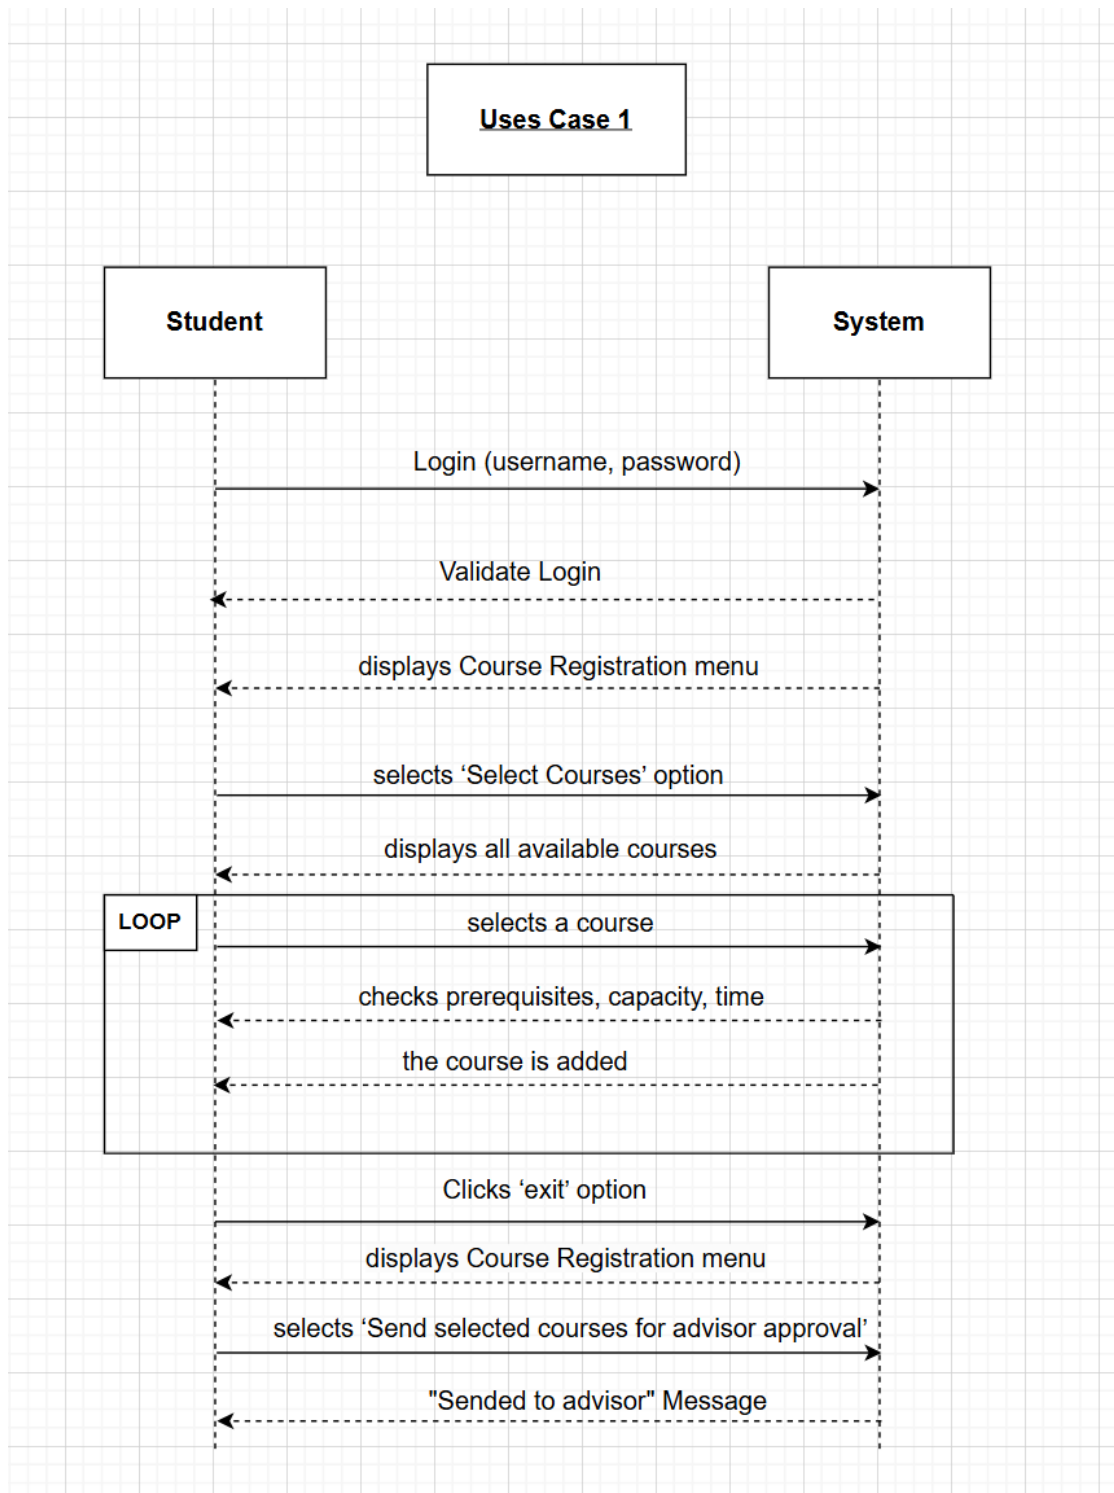 Uses Case 1
Student
System
Login (username, password)
Validate Login
displays Course Registration menu
selects ‘Select Courses’ option
displays all available courses
LOOP
selects a course
checks prerequisites, capacity, time
the course is added
Clicks ‘exit’ option
displays Course Registration menu
selects ‘Send selected courses for advisor approval’
"Sended to advisor" Message